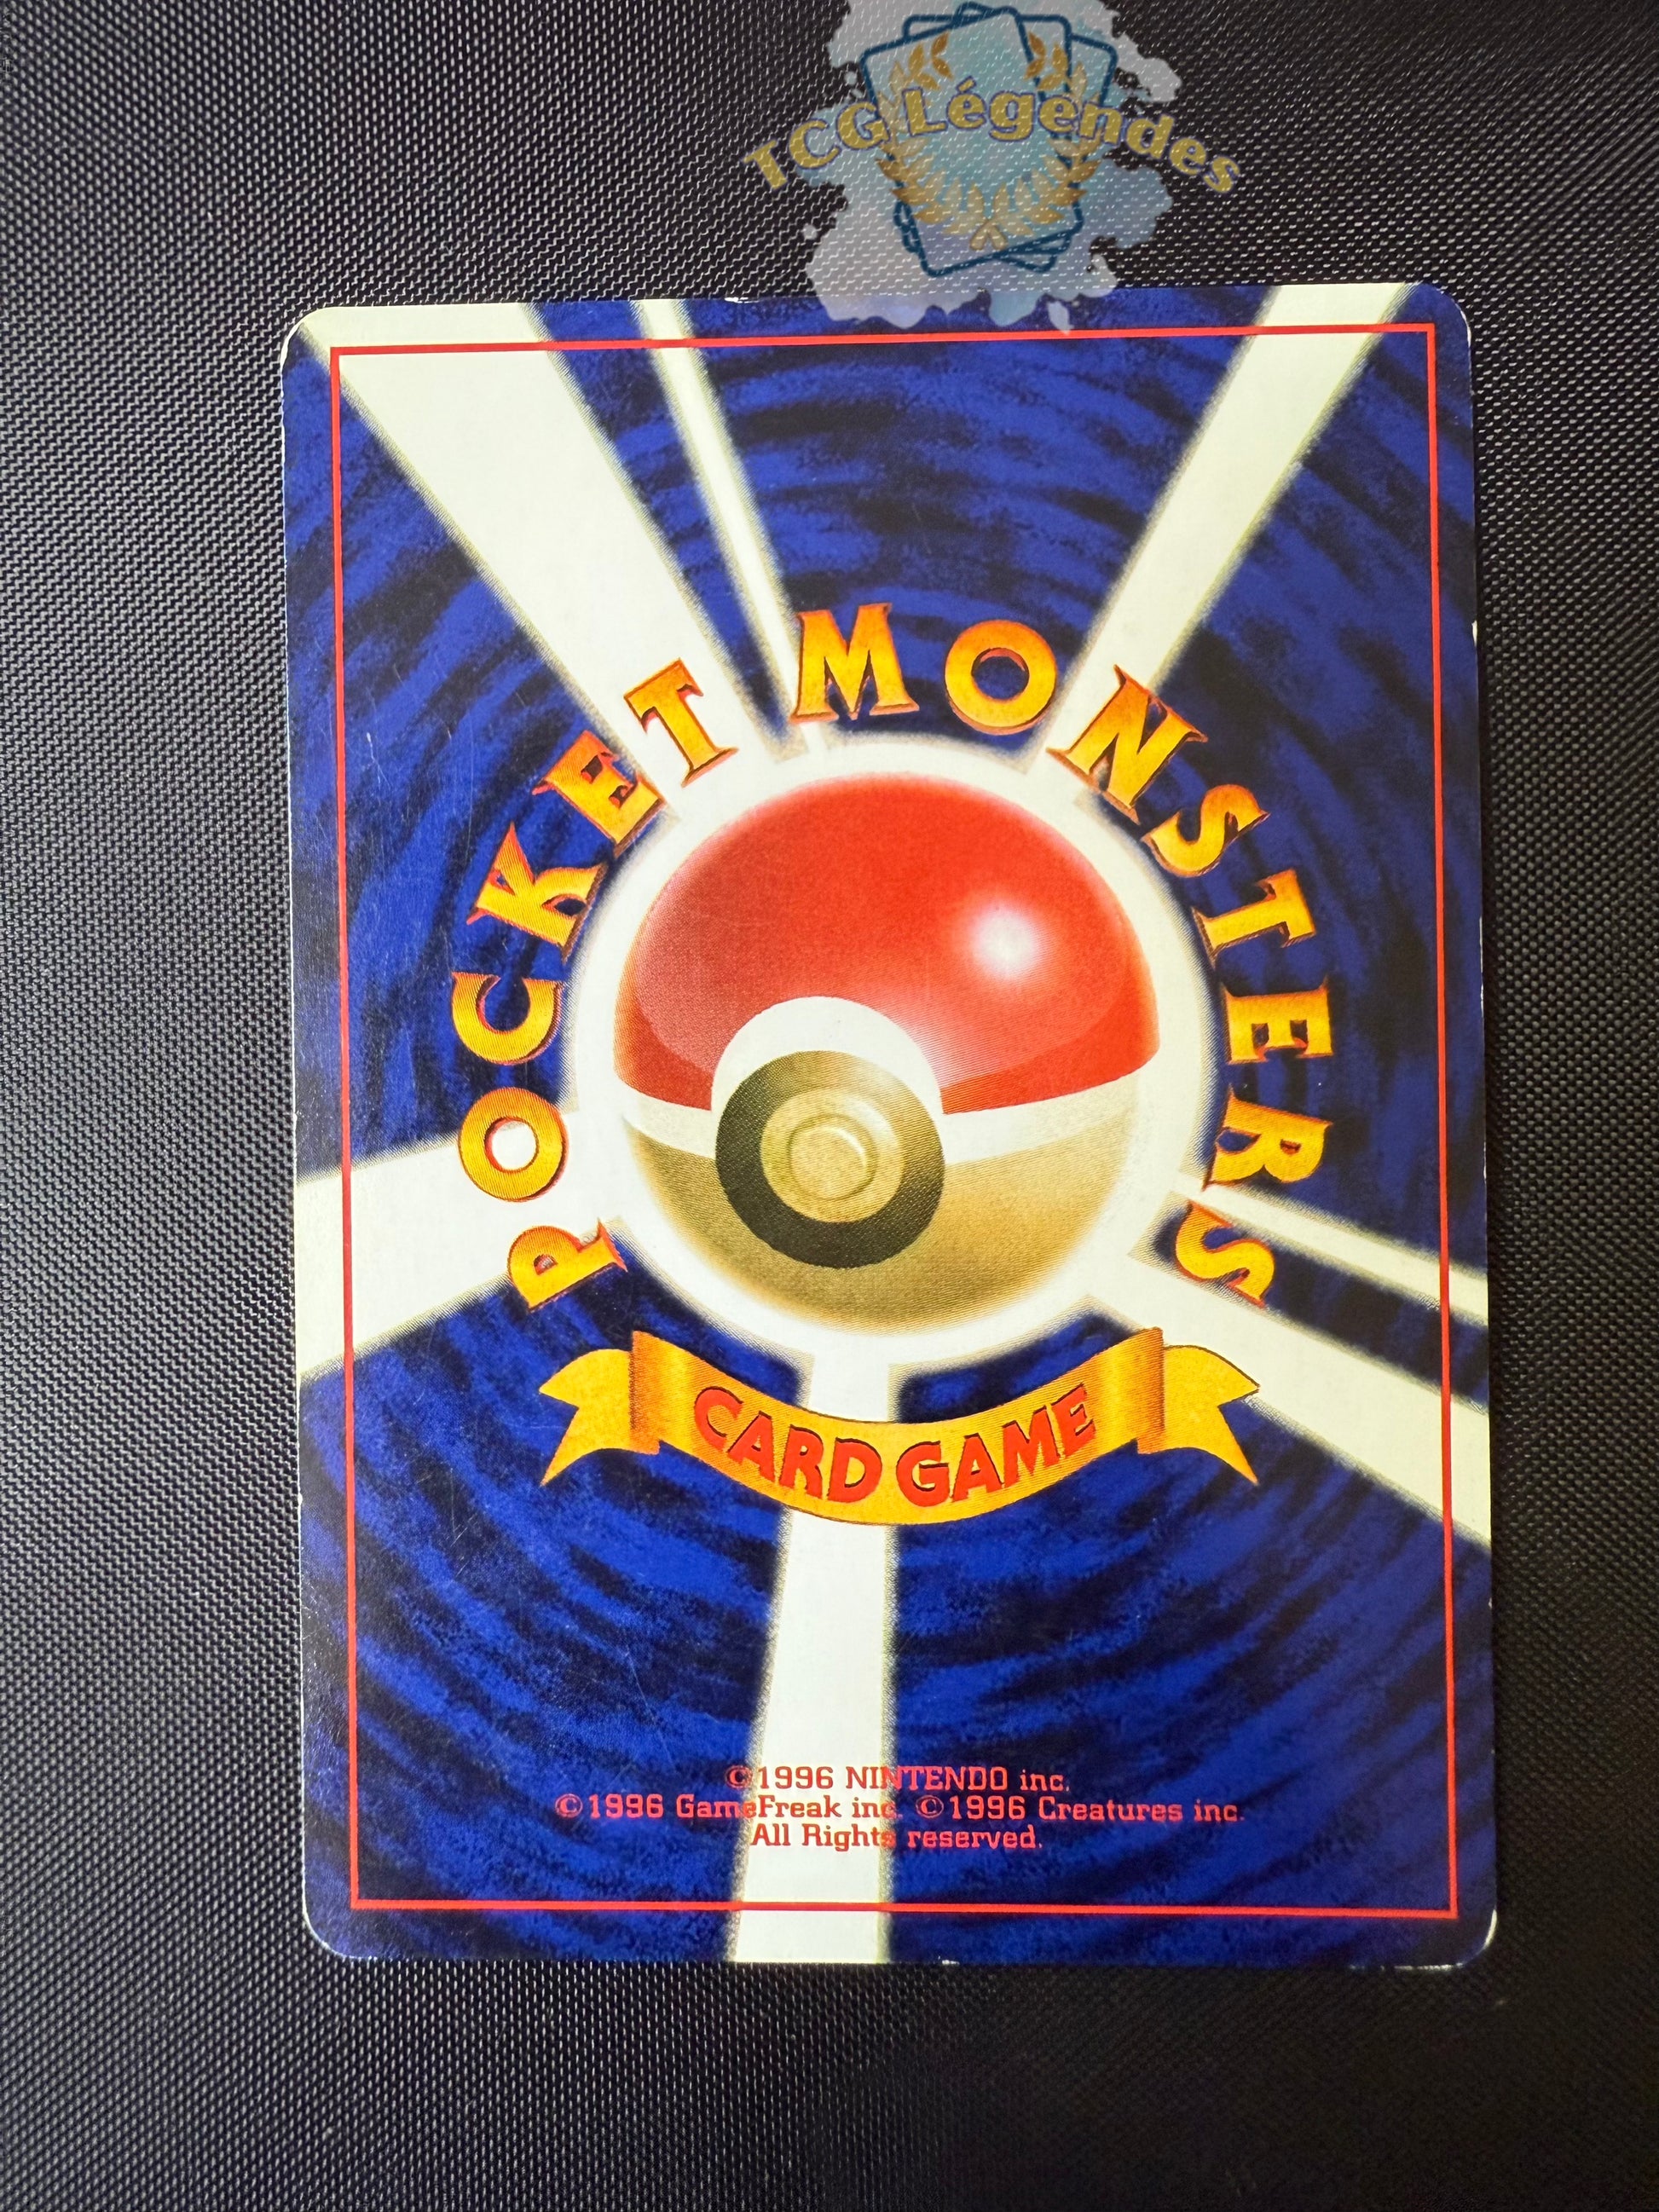 TCG Légendes
POCKET MONSTERS
CARD GAME
©1996 NINTENDO inc.
©1996 GameFreak inc. ©1996 Creatures inc.
All Rights reserved.